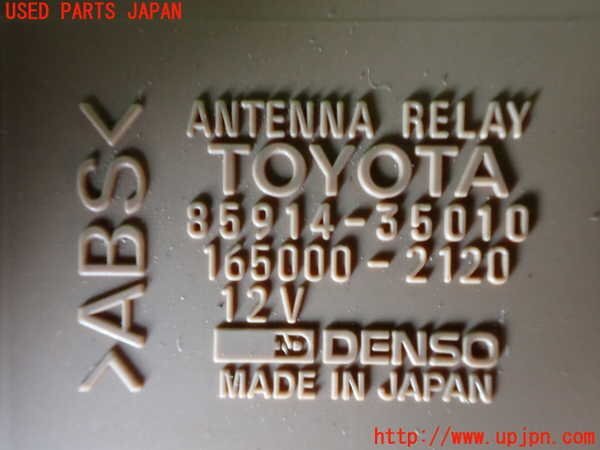 USED PARTS JAPAN
>ABS<
ANTENNA RELAY
TOYOTA
85914-35010
165000-2120
12V
ND DENSO
MADE IN JAPAN
http://www.upjpn.com/